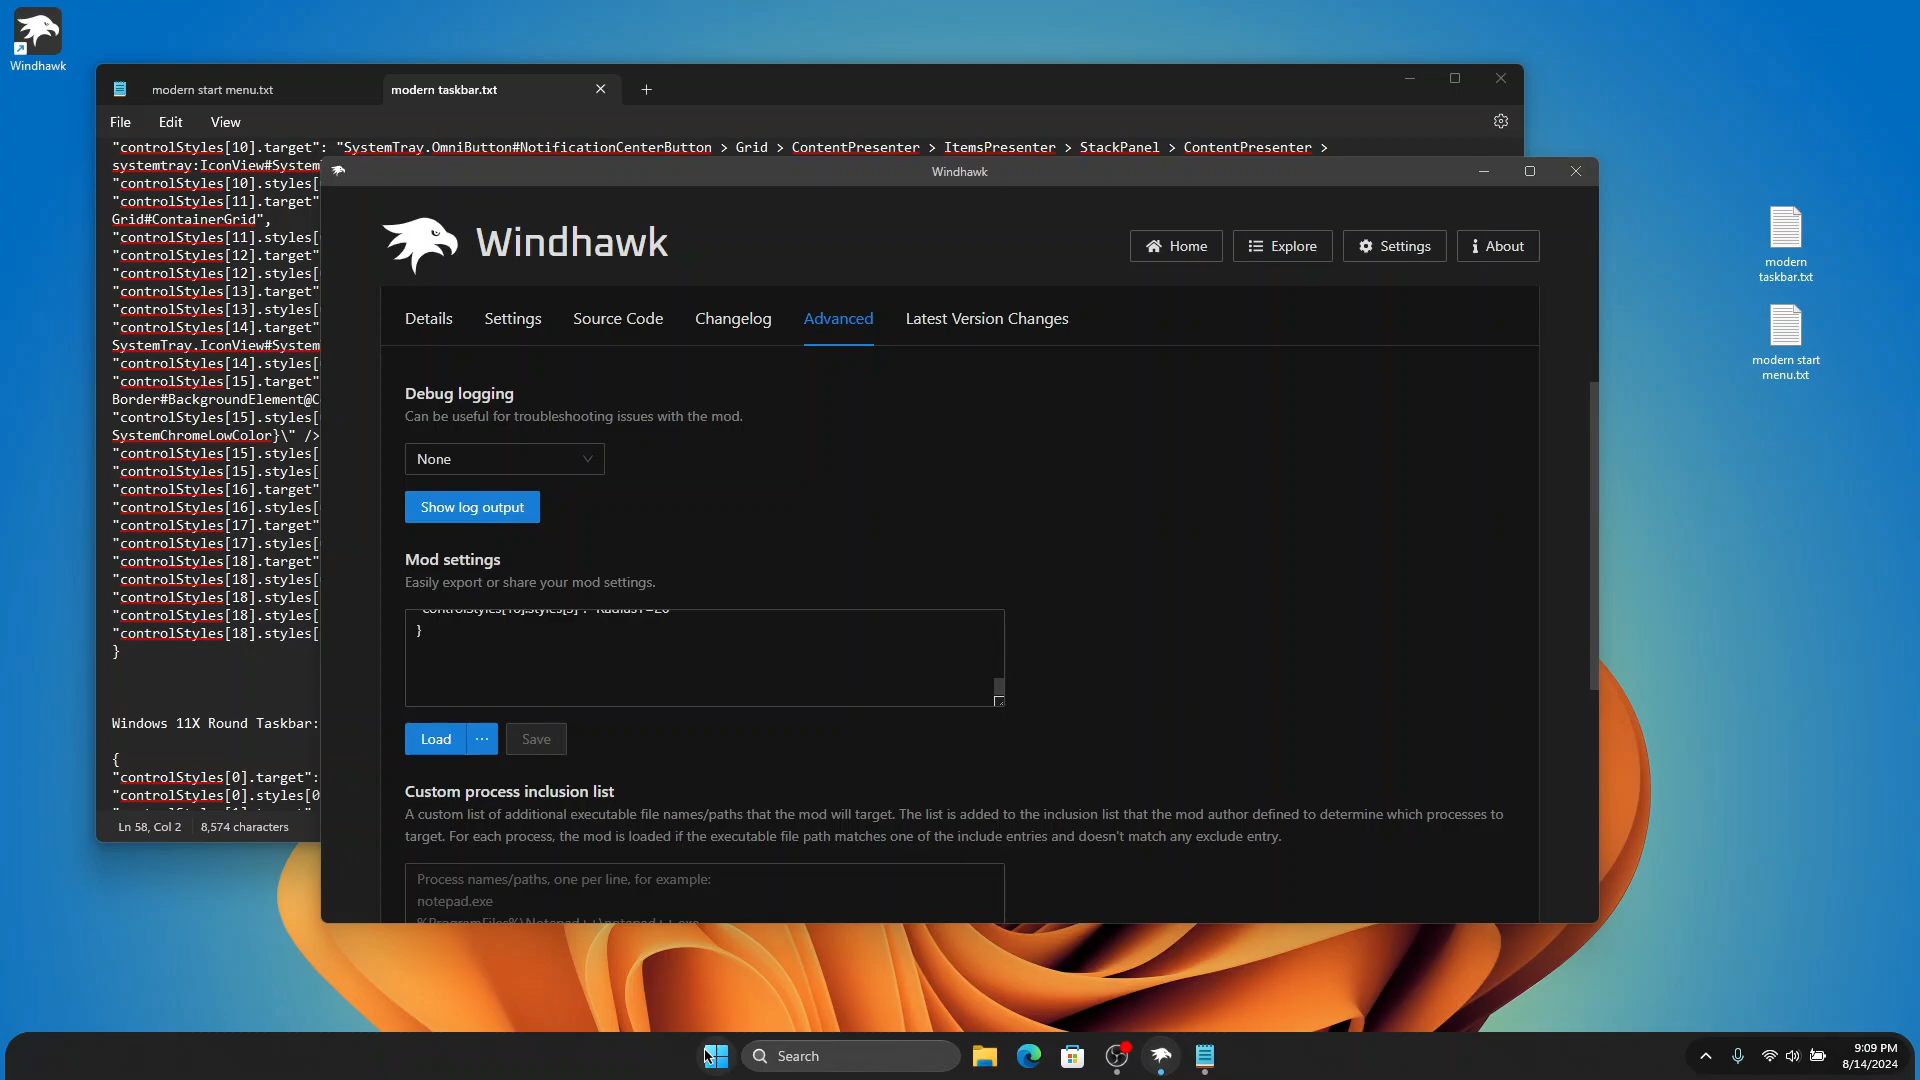 Windhawk
modern start menu.txt
modern taskbar.txt
File
Edit
View
"controlStyles[10].target": "SystemTray.OmniButton#NotificationCenterButton > Grid > ContentPresenter > ItemsPresenter > StackPanel > ContentPresenter >
systemtray:IconView#System
"controlStyles[10].styles[
"controlStyles[11].target"
Grid#ContainerGrid",
"controlStyles[11].styles[
"controlStyles[12].target"
"controlStyles[12].styles[
"controlStyles[13].target"
"controlStyles[13].styles[
"controlStyles[14].target"
SystemTray.IconView#System
"controlStyles[14].styles[
"controlStyles[15].target"
Border#BackgroundElement@C
"controlStyles[15].styles[
SystemChromeLowColor}\" />
"controlStyles[15].styles[
"controlStyles[15].styles[
"controlStyles[16].target"
"controlStyles[16].styles[
"controlStyles[17].target"
"controlStyles[17].styles[
"controlStyles[18].target"
"controlStyles[18].styles[
"controlStyles[18].styles[
"controlStyles[18].styles[
"controlStyles[18].styles[
}
Windows 11X Round Taskbar:
{
"controlStyles[0].target":
"controlStyles[0].styles[0
Ln 58, Col 2
8,574 characters
Windhawk
Windhawk
Home
Explore
Settings
About
Details
Settings
Source Code
Changelog
Advanced
Latest Version Changes
Debug logging
Can be useful for troubleshooting issues with the mod.
None
Show log output
Mod settings
Easily export or share your mod settings.
}
Load
...
Save
Custom process inclusion list
A custom list of additional executable file names/paths that the mod will target. The list is added to the inclusion list that the mod author defined to determine which processes to
target. For each process, the mod is loaded if the executable file path matches one of the include entries and doesn't match any exclude entry.
Process names/paths, one per line, for example:
notepad.exe
%ProgramFiles%\Notepad++\notepad++.exe
modern
taskbar.txt
modern start
menu.txt
Search
9:09 PM
8/14/2024